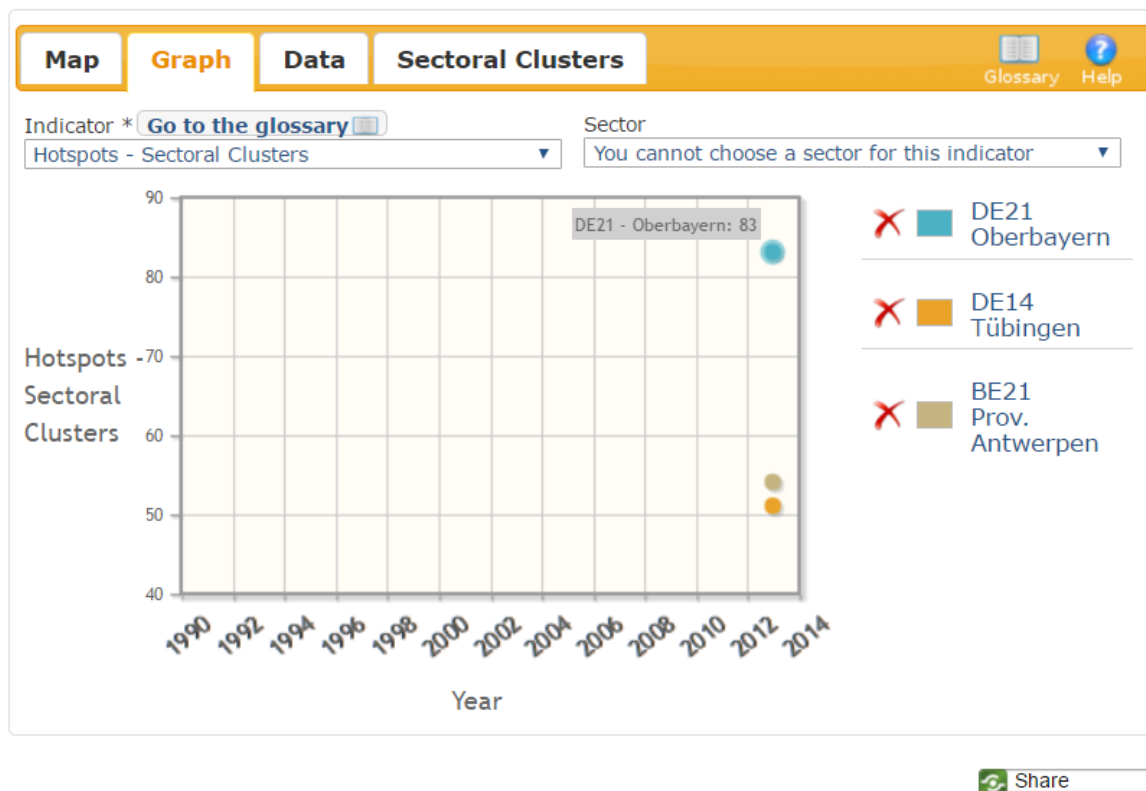 Map Graph Data Sectoral Clusters
Glossary Help
Indicator * Go to the glossary
Hotspots - Sectoral Clusters
Sector
You cannot choose a sector for this indicator
90
80
70
60
50
40
Hotspots -
Sectoral
Clusters
DE21 - Oberbayern: 83
1990 1992 1994 1996 1998 2000 2002 2004 2006 2008 2010 2012 2014
Year
DE21
Oberbayern
DE14
Tübingen
BE21
Prov.
Antwerpen
Share